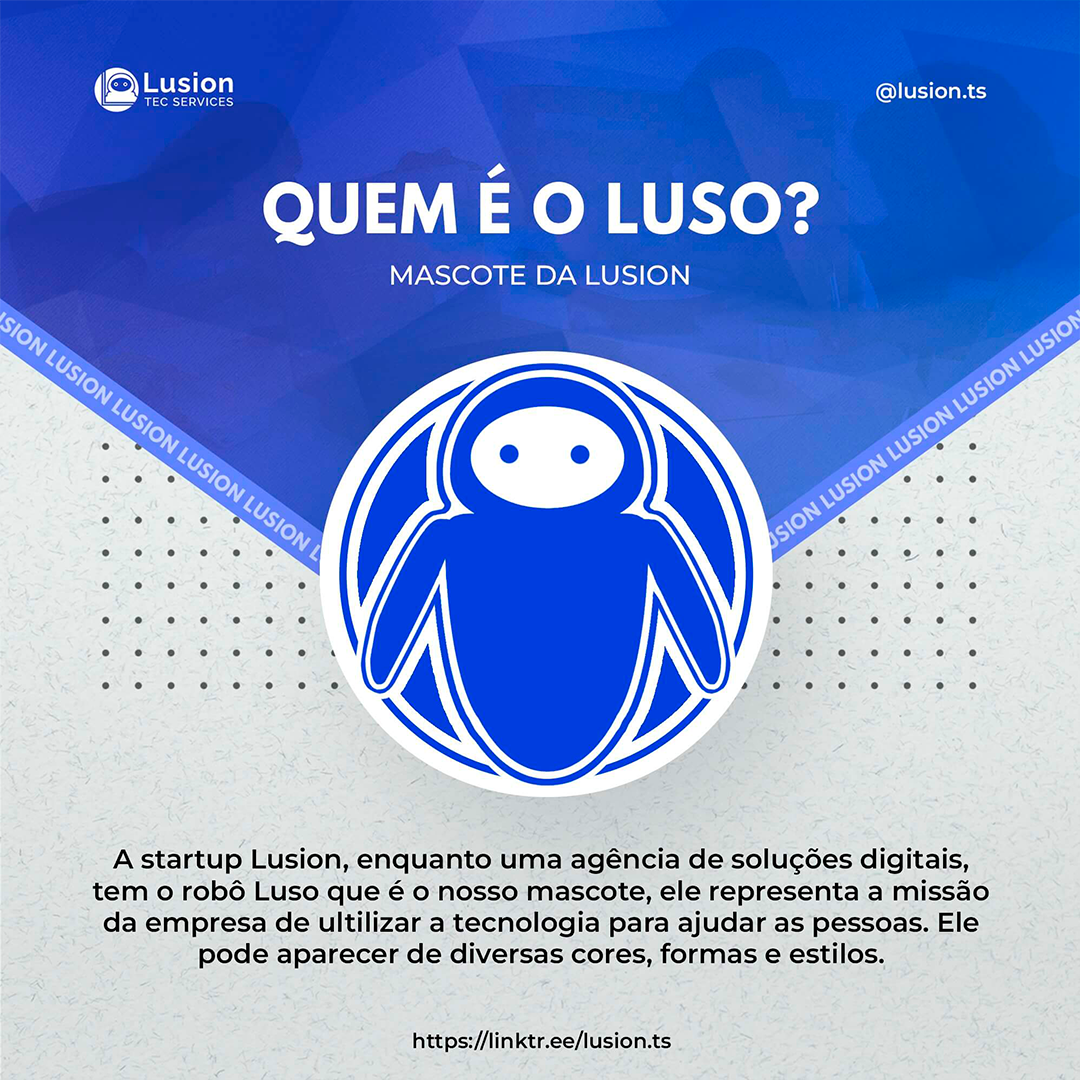 Lusion
TEC SERVICES
@lusion.ts
QUEM É O LUSO?
MASCOTE DA LUSION
USION LUSION LUSION LUSION LUSION L
USION LUSION LUSION LUSION LUSION
A startup Lusion, enquanto uma agência de soluções digitais,
tem o robô Luso que é o nosso mascote, ele representa a missão
da empresa de ultilizar a tecnologia para ajudar as pessoas. Ele
pode aparecer de diversas cores, formas e estilos.
https://linktr.ee/lusion.ts